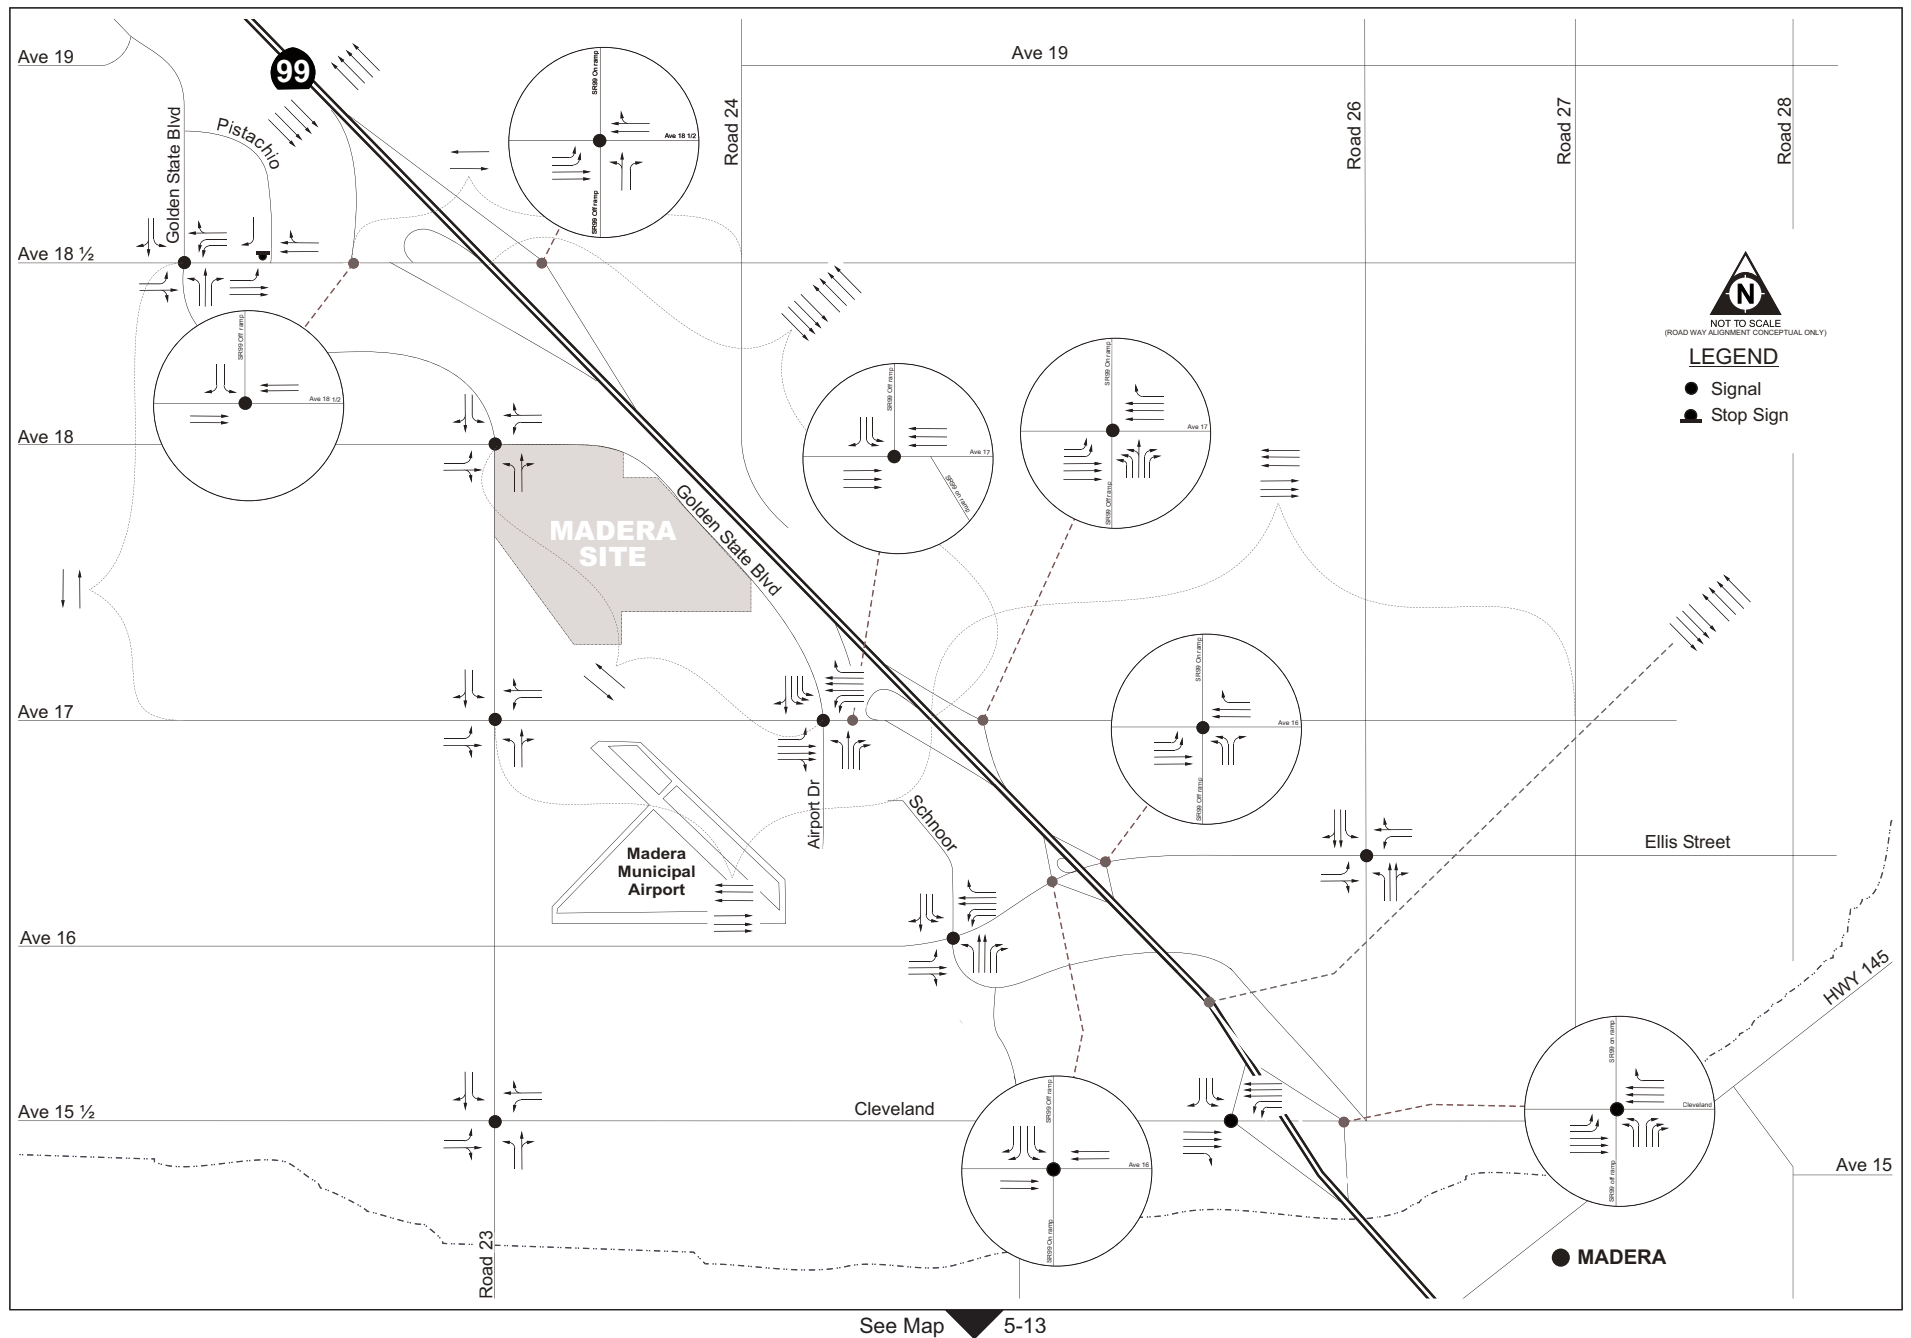 Ave 19
99
Ave 19
Golden State Blvd
Pistachio
SR99 On ramp
Ave 18 1/2
SR99 Off ramp
Road 24
Road 26
Road 27
Road 28
Ave 18 ½
N
NOT TO SCALE
(ROAD WAY ALIGNMENT CONCEPTUAL ONLY)
LEGEND
Signal
Stop Sign
SR99 Off ramp
Ave 18 1/2
Ave 18
SR99 Off ramp
Ave 17
SR99 on ramp
SR99 On ramp
Ave 17
SR99 Off ramp
MADERA
SITE
Golden State Blvd
SR99 On ramp
Ave 16
SR99 Off ramp
Ave 17
Airport Dr
Schnoor
Madera
Municipal
Airport
Ellis Street
Ave 16
HWY 145
Ave 15 ½
Cleveland
SR99 Off ramp
Ave 16
SR99 On ramp
SR99 on ramp
Cleveland
SR99 off ramp
Ave 15
Road 23
MADERA
See Map 5-13